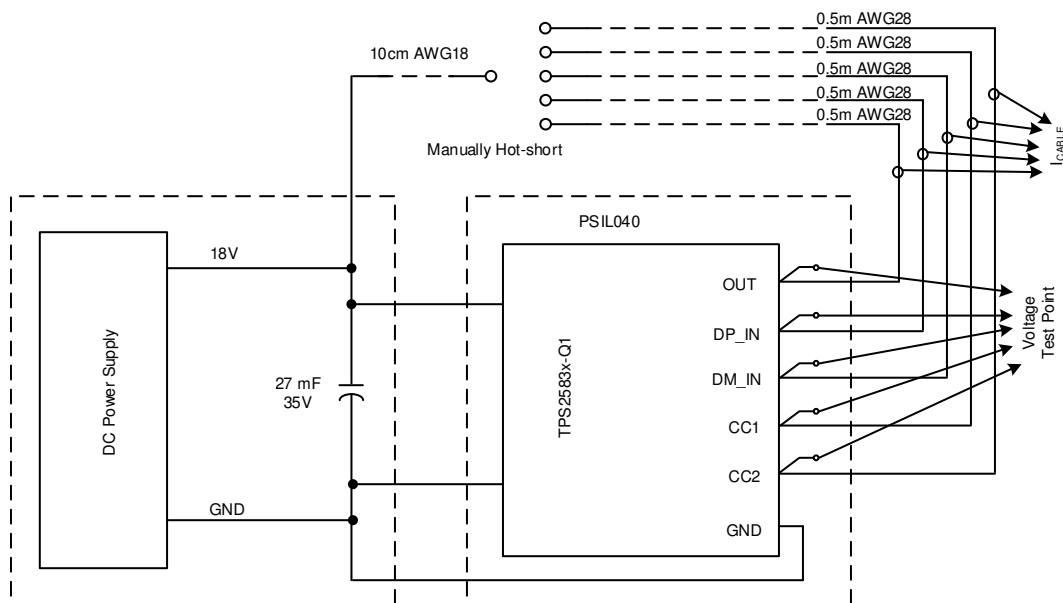 0.5m AWG28
0.5m AWG28
0.5m AWG28
0.5m AWG28
0.5m AWG28
10cm AWG18
Manually Hot-short
I CABLE
PSIL040
DC Power Supply
18V
27 mF
35V
GND
TPS2583x-Q1
OUT
DP_IN
DM_IN
CC1
CC2
GND
Voltage
Test Point